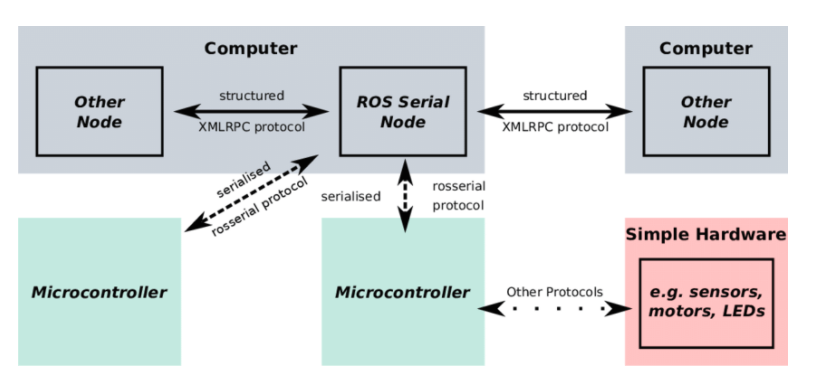 Computer
Computer
Other
Node
structured
XMLRPC protocol
ROS Serial
Node
structured
XMLRPC protocol
Other
Node
serialised
rosserial protocol
serialised
rosserial
protocol
Simple Hardware
Microcontroller
Microcontroller
Other Protocols
e.g. sensors,
motors, LEDs